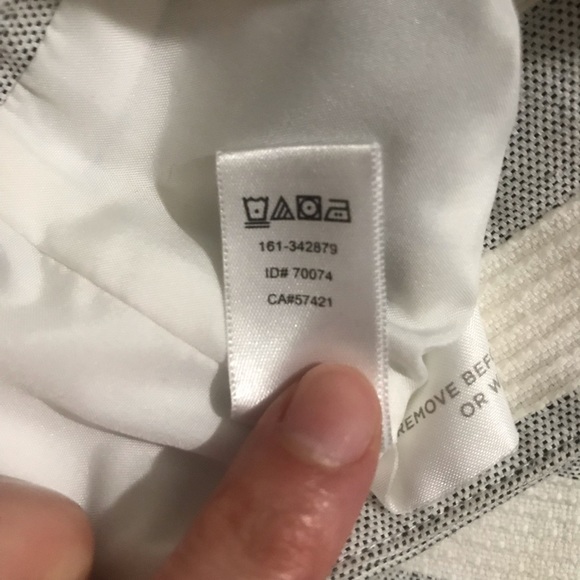 161-342879
ID# 70074
CA#57421
REMOVE BEF
OR W